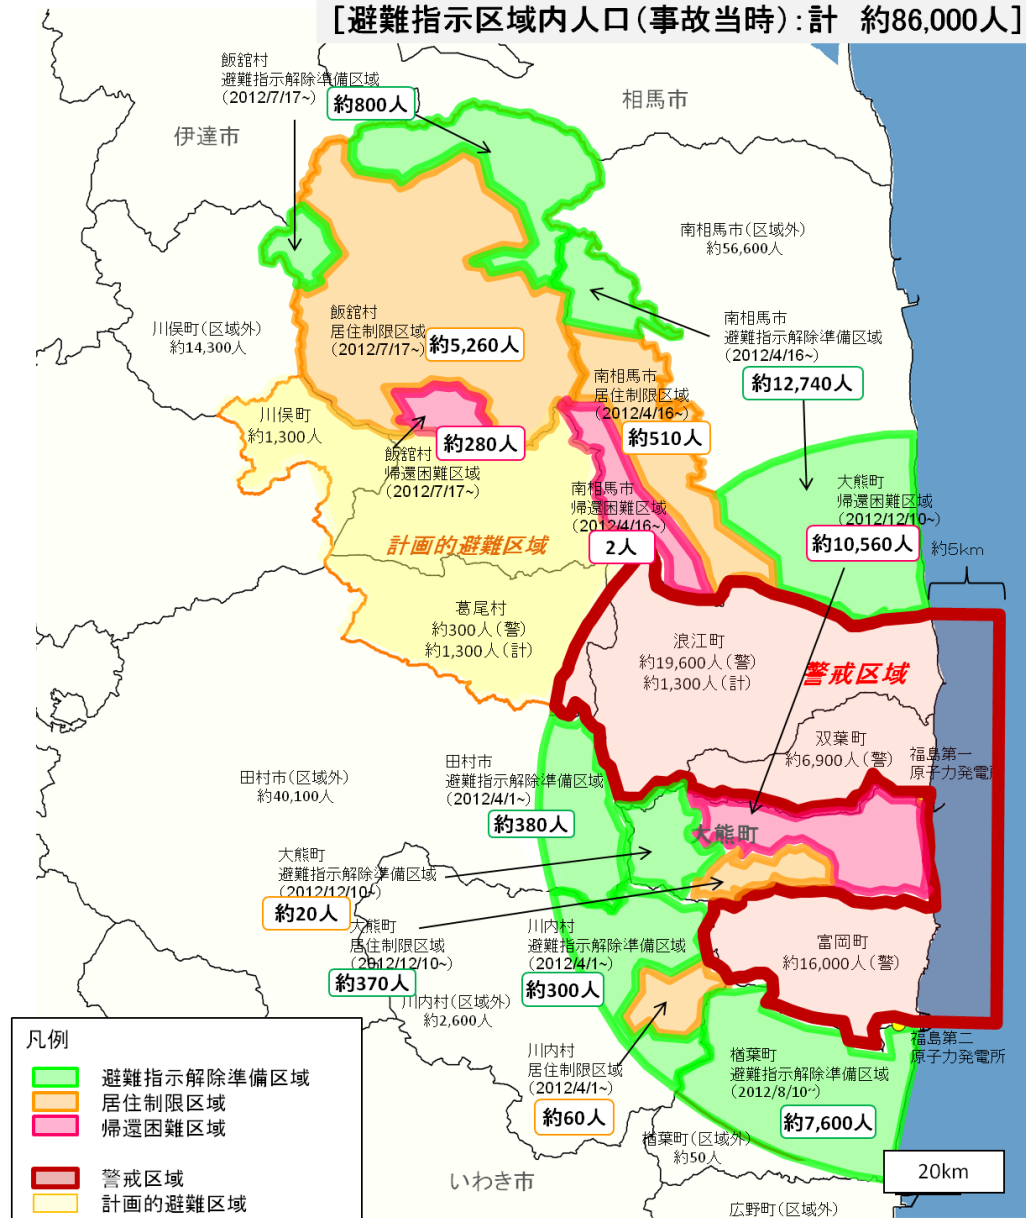 [避難指示区域内人口(事故当時):計 約86,000人]
飯舘村
避難指示解除準備区域
(2012/7/17~)
約800人
相馬市
伊達市
南相馬市(区域外)
約56,600人
川俣町(区域外)
約14,300人
飯舘村
居住制限区域
(2012/7/17~)
約5,260人
南相馬市
避難指示解除準備区域
(2012/4/16~)
約12,740人
南相馬市
居住制限区域
(2012/4/16~)
約510人
川俣町
約1,300人
約280人
飯舘村
帰還困難区域
(2012/7/17~)
南相馬市
帰還困難区域
(2012/4/16~)
2人
大熊町
帰還困難区域
(2012/12/10~)
約10,560人
約5km
計画的避難区域
葛尾村
約300人(警)
約1,300人(計)
浪江町
約19,600人(警)
約1,300人(計)
警戒区域
双葉町
約6,900人(警)
福島第一
原子力発電所
田村市(区域外)
約40,100人
田村市
避難指示解除準備区域
(2012/4/1~)
約380人
大熊町
大熊町
避難指示解除準備区域
(2012/12/10~)
約20人
大熊町
居住制限区域
(2012/12/10~)
約370人
川内村
避難指示解除準備区域
(2012/4/1~)
約300人
川内村(区域外)
約2,600人
富岡町
約16,000人(警)
福島第二
原子力発電所
川内村
居住制限区域
(2012/4/1~)
約60人
楢葉町
避難指示解除準備区域
(2012/8/10~)
約7,600人
楢葉町(区域外)
約50人
いわき市
広野町(区域外)
20km
凡例
避難指示解除準備区域
居住制限区域
帰還困難区域
警戒区域
計画的避難区域